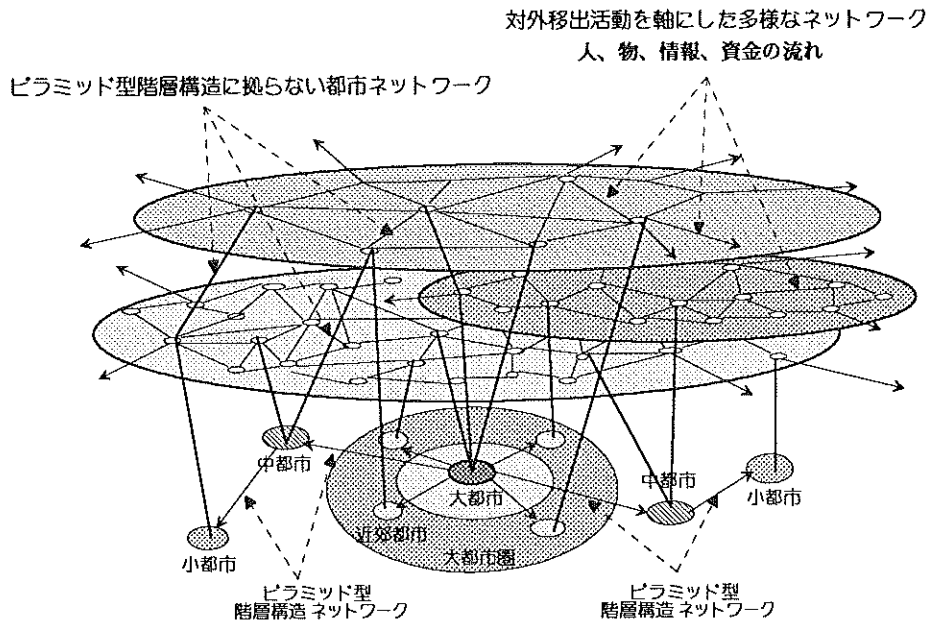 対外移出活動を軸にした多様なネットワーク
人、物、情報、資金の流れ
ピラミッド型階層構造に拠らない都市ネットワーク
中都市
大都市
中都市
小都市
近郊都市
小都市
大都市圏
ピラミッド型
階層構造ネットワーク
ピラミッド型
階層構造ネットワーク